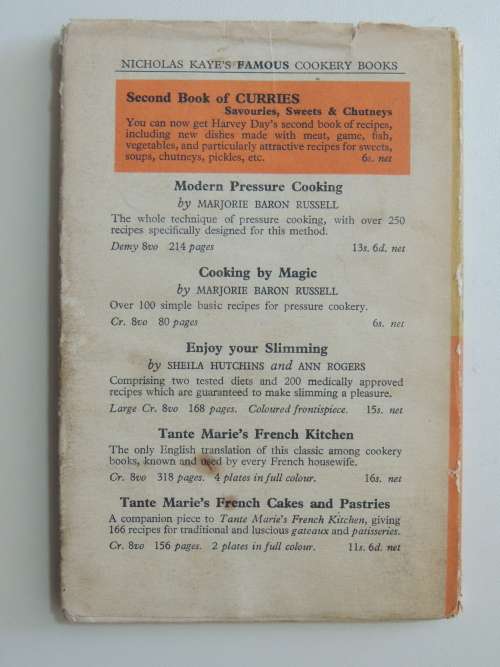 NICHOLAS KAYE'S FAMOUS COOKERY BOOKS
Second Book of CURRIES
Savouries, Sweets & Chutneys
You can now get Harvey Day's second book of recipes,
including new dishes made with meat, game, fish,
vegetables, and particularly attractive recipes for sweets,
soups, chutneys, pickles, etc. 6s. net
Modern Pressure Cooking
by MARJORIE BARON RUSSELL
The whole technique of pressure cooking, with over 250
recipes specifically designed for this method.
Demy 8vo 214 pages 13s. 6d. net
Cooking by Magic
by MARJORIE BARON RUSSELL
Over 100 simple basic recipes for pressure cookery.
Cr. 8vo 80 pages 6s. net
Enjoy your Slimming
by SHEILA HUTCHINS and ANN ROGERS
Comprising two tested diets and 200 medically approved
recipes which are guaranteed to make slimming a pleasure.
Large Cr. 8vo 168 pages. Coloured frontispiece. 15s. net
Tante Marie's French Kitchen
The only English translation of this classic among cookery
books, known and used by every French housewife.
Cr. 8vo 318 pages. 4 plates in full colour. 16s. net
Tante Marie's French Cakes and Pastries
A companion piece to Tante Marie's French Kitchen, giving
166 recipes for traditional and luscious gateaux and patisseries.
Cr. 8vo 156 pages. 2 plates in full colour. 11s. 6d. net